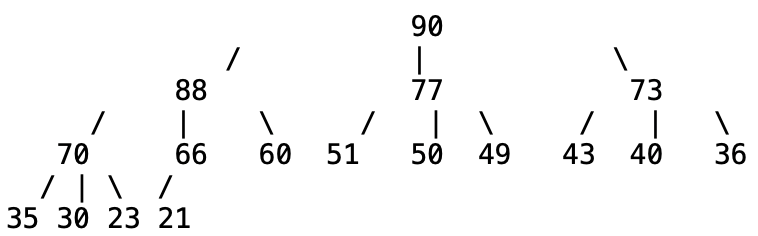 90
/ | \
88 77 73
/ | \ / | \ / | \
70 66 60 51 50 49 43 40 36
/ | \ /
35 30 23 21